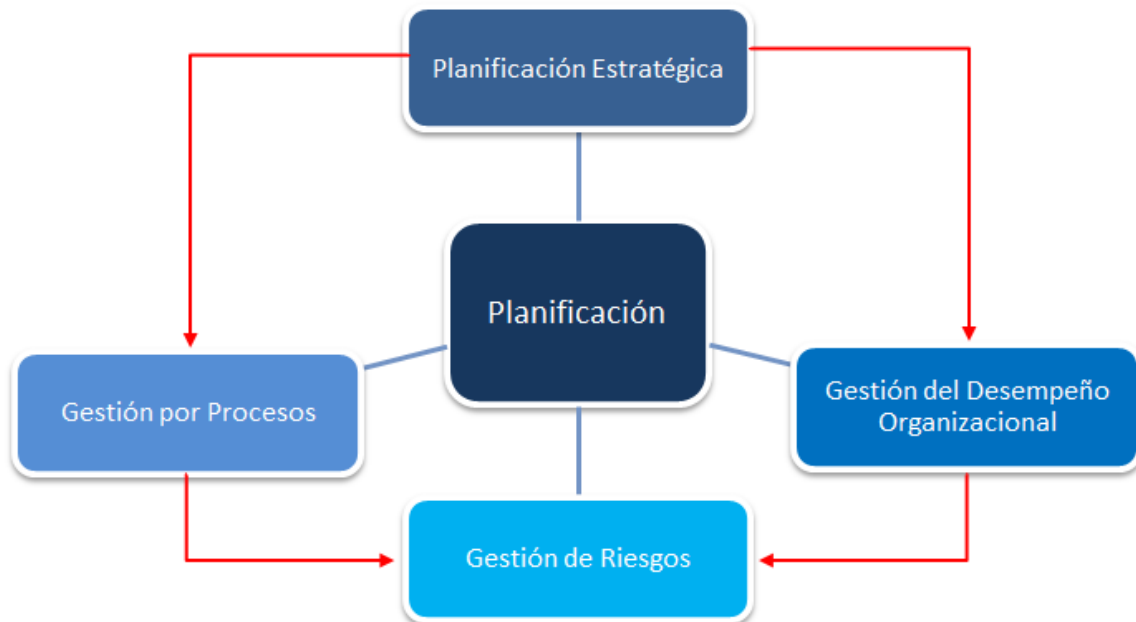 Planificación Estratégica
Planificación
Gestión por Procesos
Gestión del Desempeño
Organizacional
Gestión de Riesgos